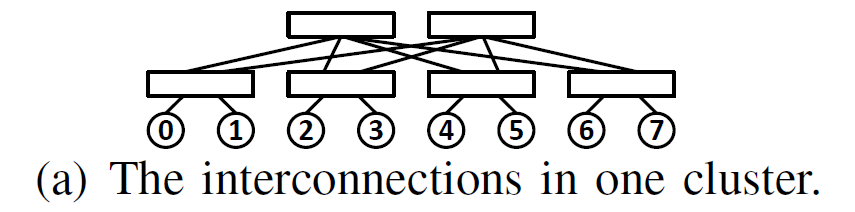 0 1 2 3 4 5 6 7
(a) The interconnections in one cluster.